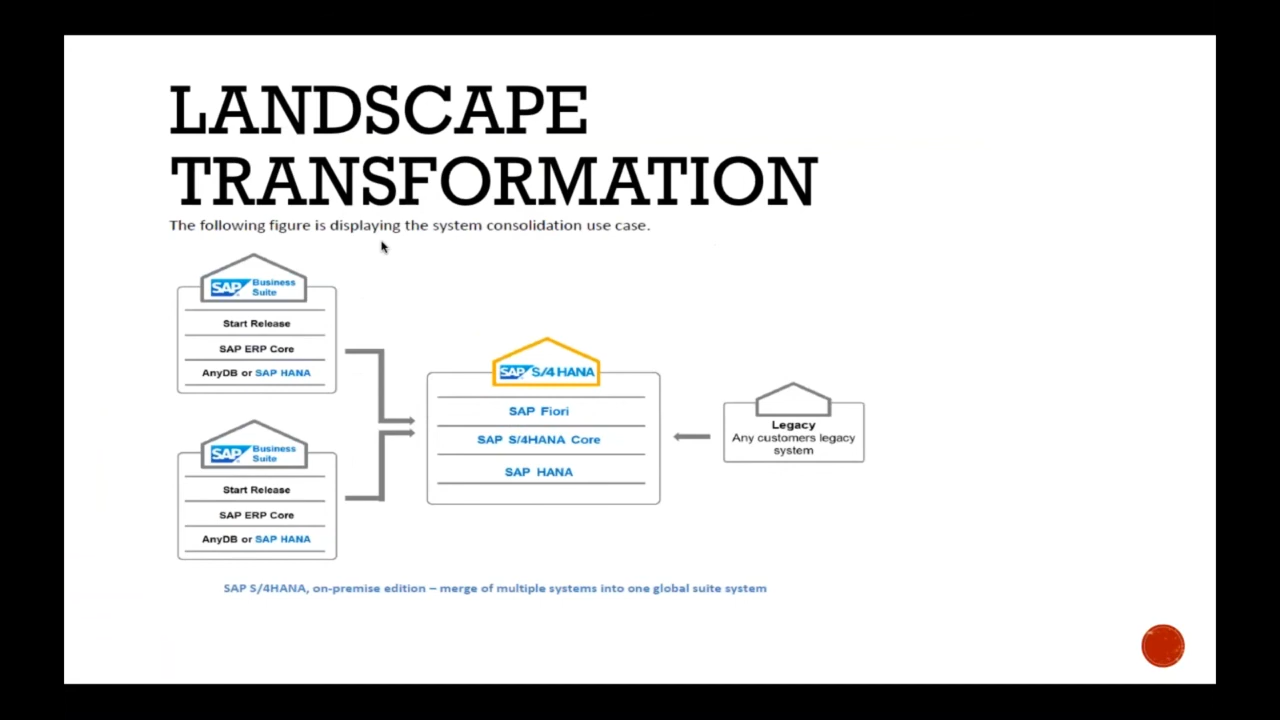 LANDSCAPE
TRANSFORMATION
The following figure is displaying the system consolidation use case.
SAP Business
Suite
Start Release
SAP ERP Core
AnyDB or SAP HANA
SAP Business
Suite
Start Release
SAP ERP Core
AnyDB or SAP HANA
SAP S/4 HANA
SAP Fiori
SAP S/4HANA Core
SAP HANA
Legacy
Any customers legacy
system
SAP S/4HANA, on-premise edition – merge of multiple systems into one global suite system